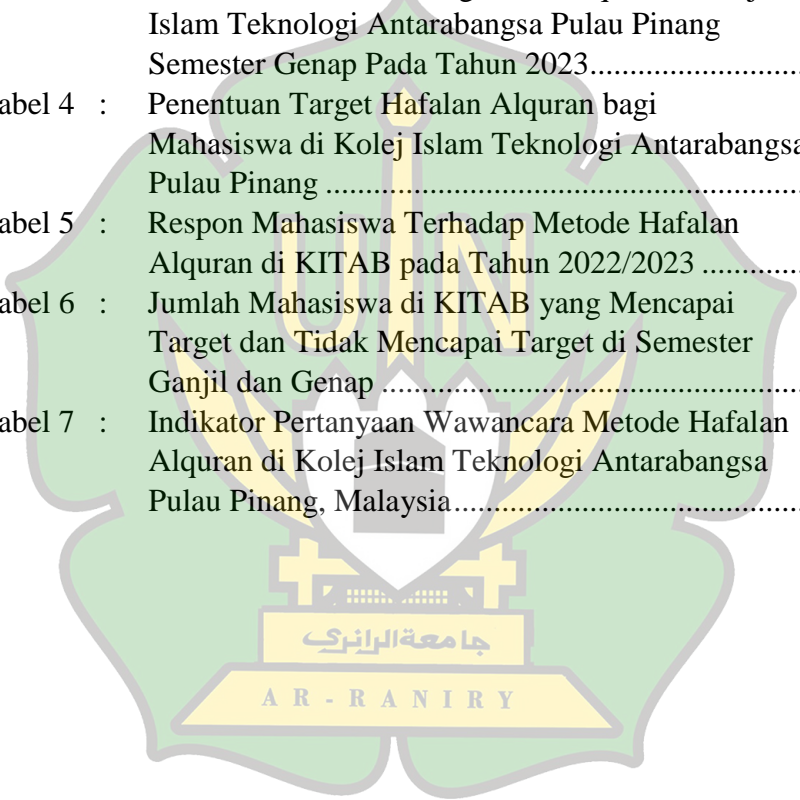 Islam Teknologi Antarabangsa Pulau Pinang
Semester Genap Pada Tahun 2023........................
abel 4 : Penentuan Target Hafalan Alquran bagi
Mahasiswa di Kolej Islam Teknologi Antarabangsa
Pulau Pinang ......................................................
abel 5 : Respon Mahasiswa Terhadap Metode Hafalan
Alquran di KITAB pada Tahun 2022/2023 ............
abel 6 : Jumlah Mahasiswa di KITAB yang Mencapai
Target dan Tidak Mencapai Target di Semester
Ganjil dan Genap ................................................
abel 7 : Indikator Pertanyaan Wawancara Metode Hafalan
Alquran di Kolej Islam Teknologi Antarabangsa
Pulau Pinang, Malaysia.......................................
UIN
جامعة الرانري
AR-RANIRY